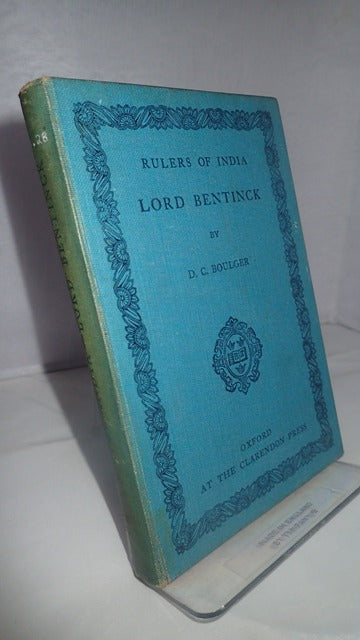 RULERS OF INDIA
LORD BENTINCK
BY
D. C. BOULGER
OXFORD
AT THE CLARENDON PRESS